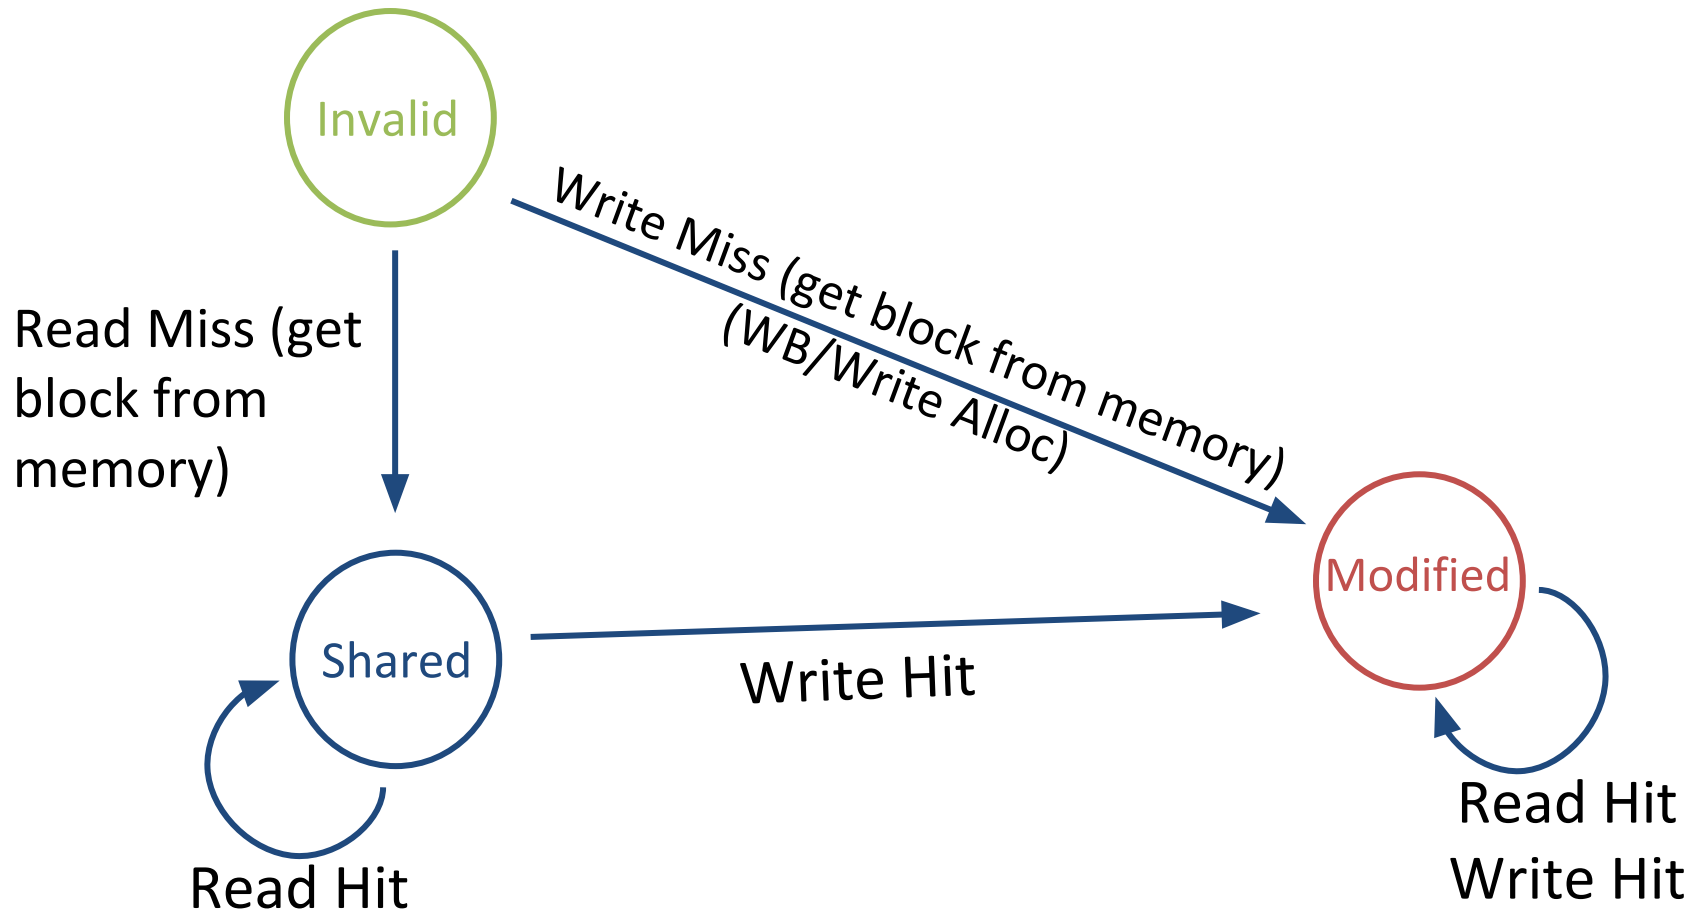 Invalid
Write Miss (get block from memory)
(WB/Write Alloc)
Read Miss (get
block from
memory)
Modified
Shared
Write Hit
Read Hit
Read Hit
Write Hit